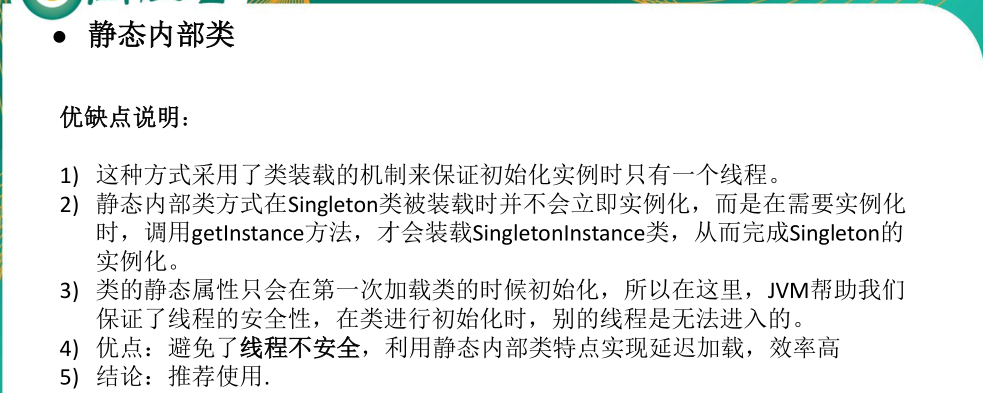 ● 静态内部类
优缺点说明：
1) 这种方式采用了类装载的机制来保证初始化实例时只有一个线程。
2) 静态内部类方式在Singleton类被装载时并不会立即实例化，而是在需要实例化
时，调用getInstance方法，才会装载SingletonInstance类，从而完成Singleton的
实例化。
3) 类的静态属性只会在第一次加载类的时候初始化，所以在这里，JVM帮助我们
保证了线程的安全性，在类进行初始化时，别的线程是无法进入的。
4) 优点：避免了线程不安全，利用静态内部类特点实现延迟加载，效率高
5) 结论：推荐使用.